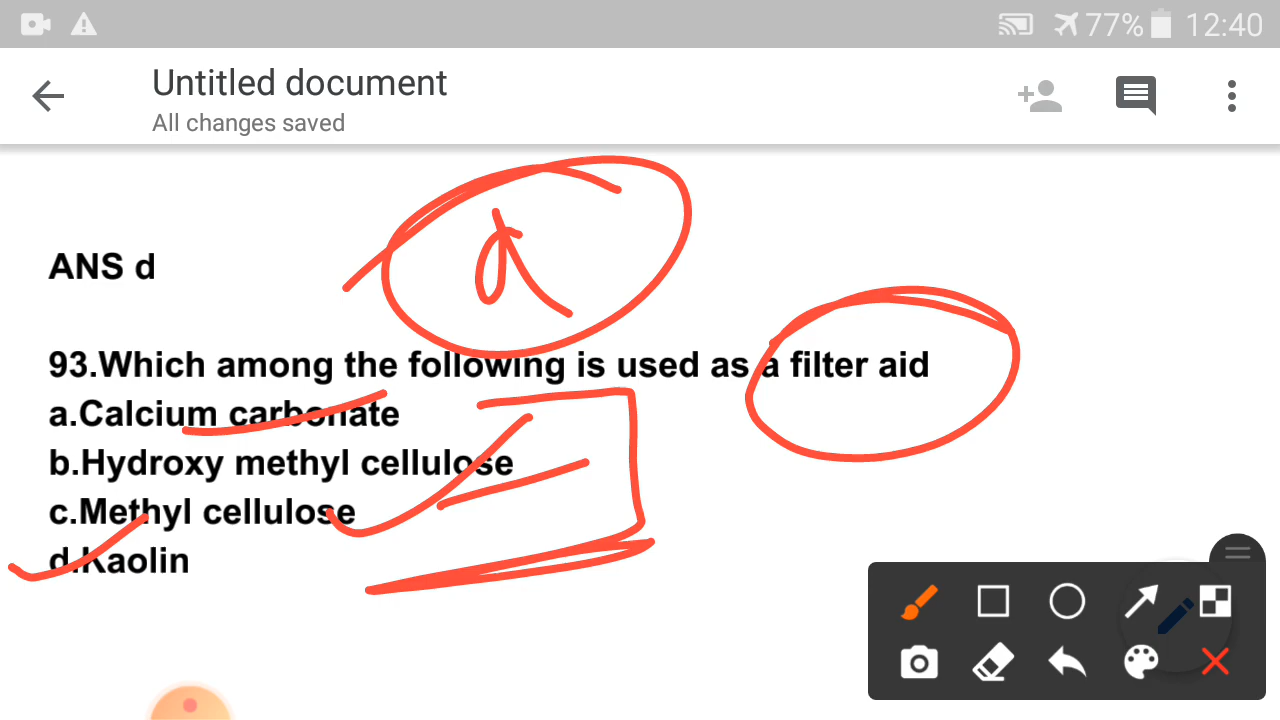 77% 12:40
Untitled document
All changes saved
a
ANS d
93.Which among the following is used as a filter aid
a.Calcium carbonate
b.Hydroxy methyl cellulose
c.Methyl cellulose
d.Kaolin